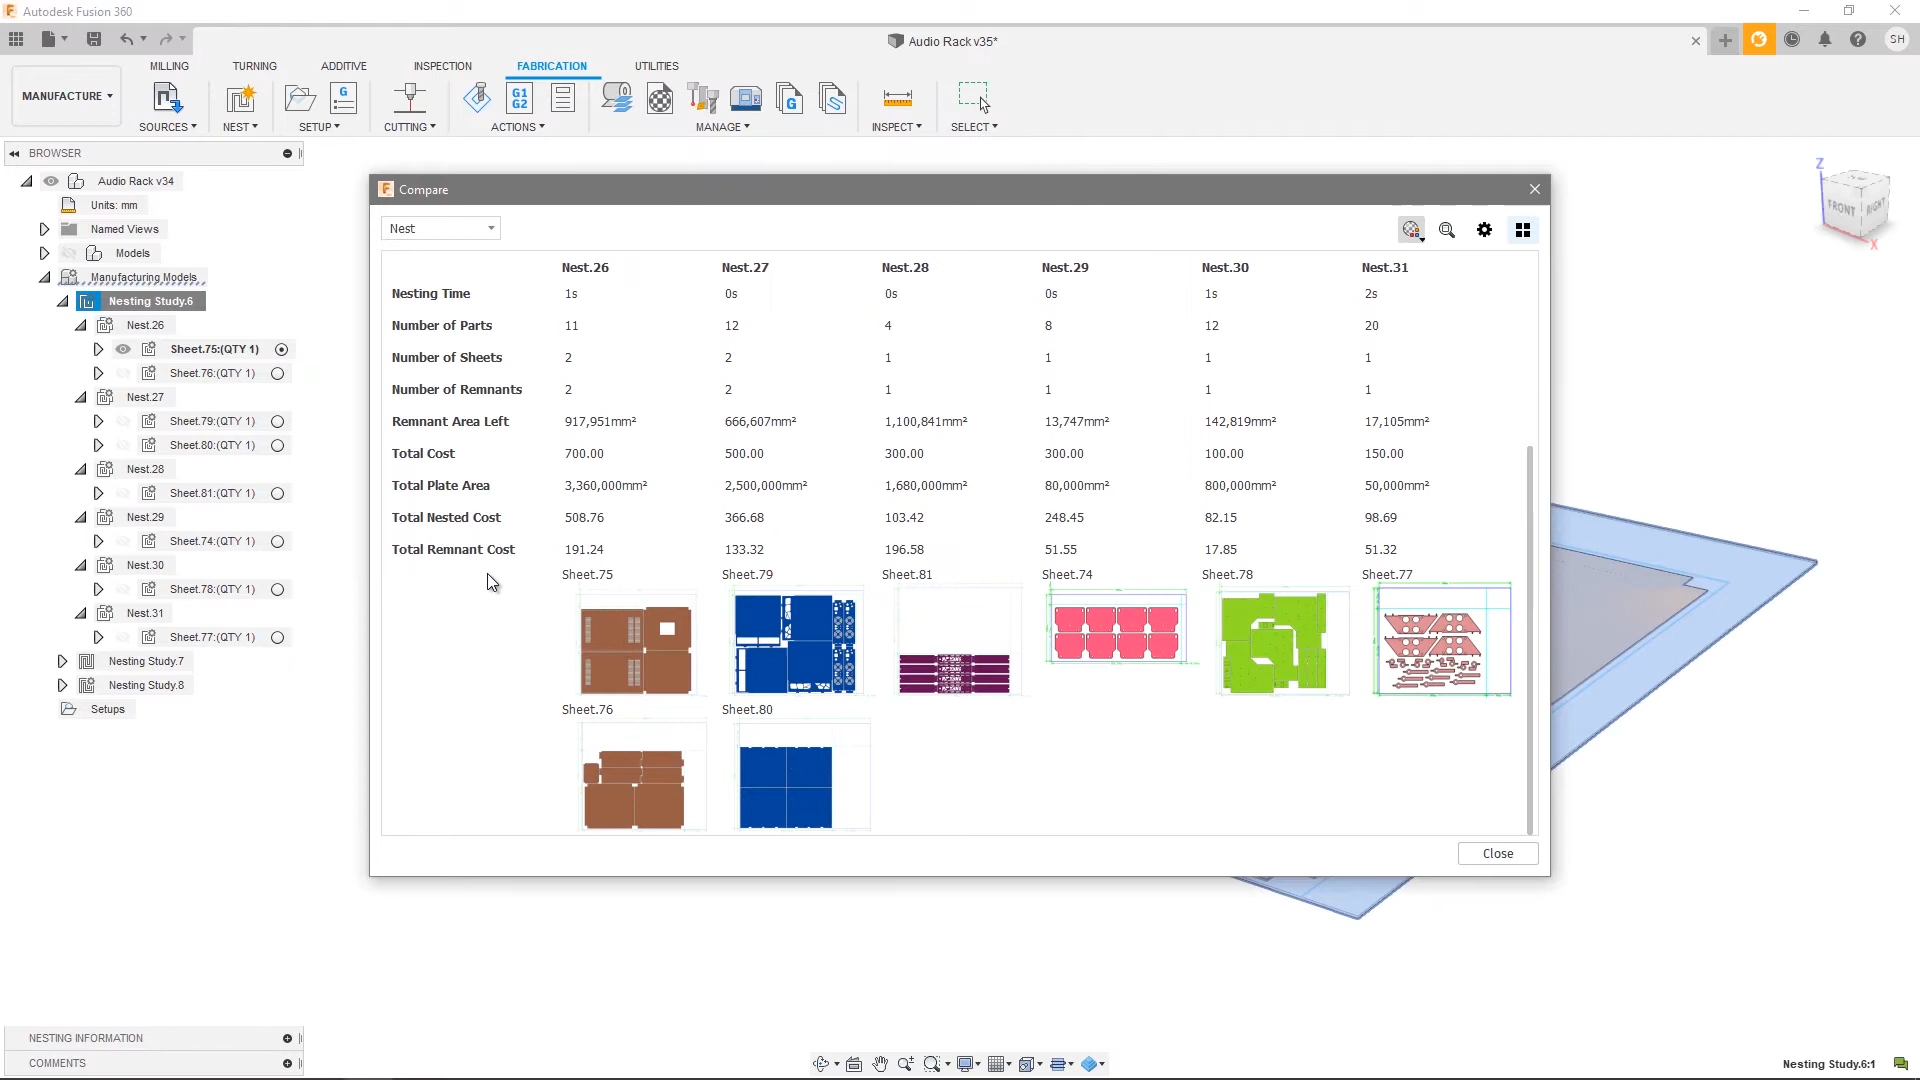 Autodesk Fusion 360
Audio Rack v35*
SH
MILLING TURNING ADDITIVE INSPECTION FABRICATION UTILITIES
MANUFACTURE
SOURCES NEST SETUP CUTTING ACTIONS MANAGE INSPECT SELECT
G1
G2
BROWSER
Audio Rack v34
Units: mm
Named Views
Models
Manufacturing Models
Nesting Study.6
Nest.26
Sheet.75:(QTY 1)
Sheet.76:(QTY 1)
Nest.27
Sheet.79:(QTY 1)
Sheet.80:(QTY 1)
Nest.28
Sheet.81:(QTY 1)
Nest.29
Sheet.74:(QTY 1)
Nest.30
Sheet.78:(QTY 1)
Nest.31
Sheet.77:(QTY 1)
Nesting Study.7
Nesting Study.8
Setups
Compare
Nest
Nest.26 Nest.27 Nest.28 Nest.29 Nest.30 Nest.31
Nesting Time 1s 0s 0s 0s 1s 2s
Number of Parts 11 12 4 8 12 20
Number of Sheets 2 2 1 1 1 1
Number of Remnants 2 2 1 1 1 1
Remnant Area Left 917,951mm² 666,607mm² 1,100,841mm² 13,747mm² 142,819mm² 17,105mm²
Total Cost 700.00 500.00 300.00 300.00 100.00 150.00
Total Plate Area 3,360,000mm² 2,500,000mm² 1,680,000mm² 80,000mm² 800,000mm² 50,000mm²
Total Nested Cost 508.76 366.68 103.42 248.45 82.15 98.69
Total Remnant Cost 191.24 133.32 196.58 51.55 17.85 51.32
Sheet.75 Sheet.79 Sheet.81 Sheet.74 Sheet.78 Sheet.77
Sheet.76 Sheet.80
Close
Z
FRONT RIGHT
X
NESTING INFORMATION
COMMENTS
Nesting Study.6:1